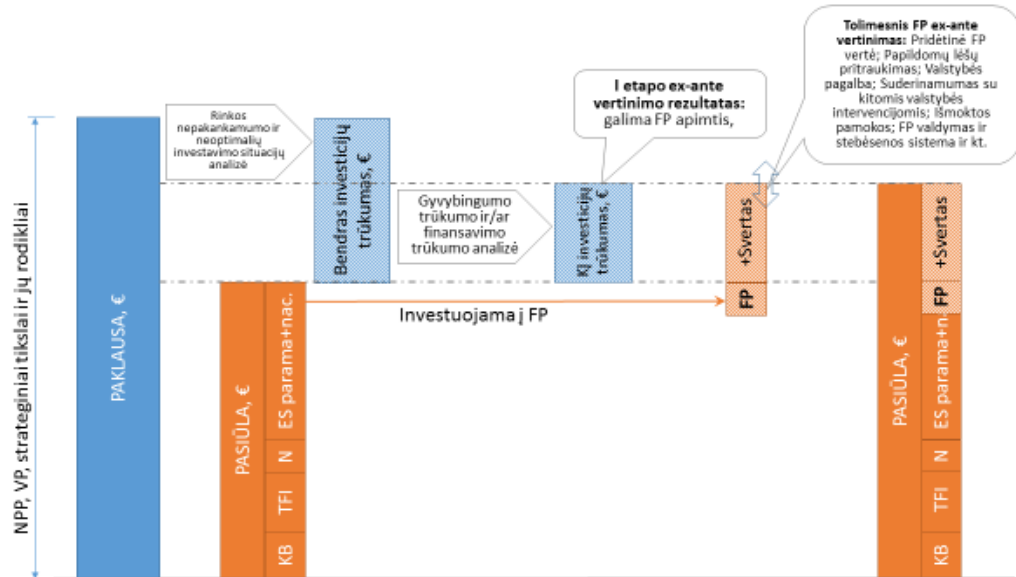 NPP, VP, strateginiai tikslai ir jų rodikliai
PAKLAUSA, €
Rinkos
nepakankamumo ir
neoptimalių
investavimo situacijų
analizė
PASIŪLA, €
ES parama+nac.
N
TFI
KB
Bendras investicijų
trūkumas, €
Gyvybingumo
trūkumo ir/ar
finansavimo
trūkumo analizė
Investuojama į FP
I etapo ex-ante
vertinimo rezultatas:
galima FP apimtis,
KĮ investicijų
trūkumas, €
+Svertas
FP
Tolimesnis FP ex-ante
vertinimas: Pridėtinė FP
vertė; Papildomų lėšų
pritraukimas; Valstybės
pagalba; Suderinamumas su
kitomis valstybės
intervencijomis; Išmoktos
pamokos; FP valdymas ir
stebėsenos sistema ir kt.
PASIŪLA, €
+Svertas
FP
ES parama+n.
N
TFI
KB